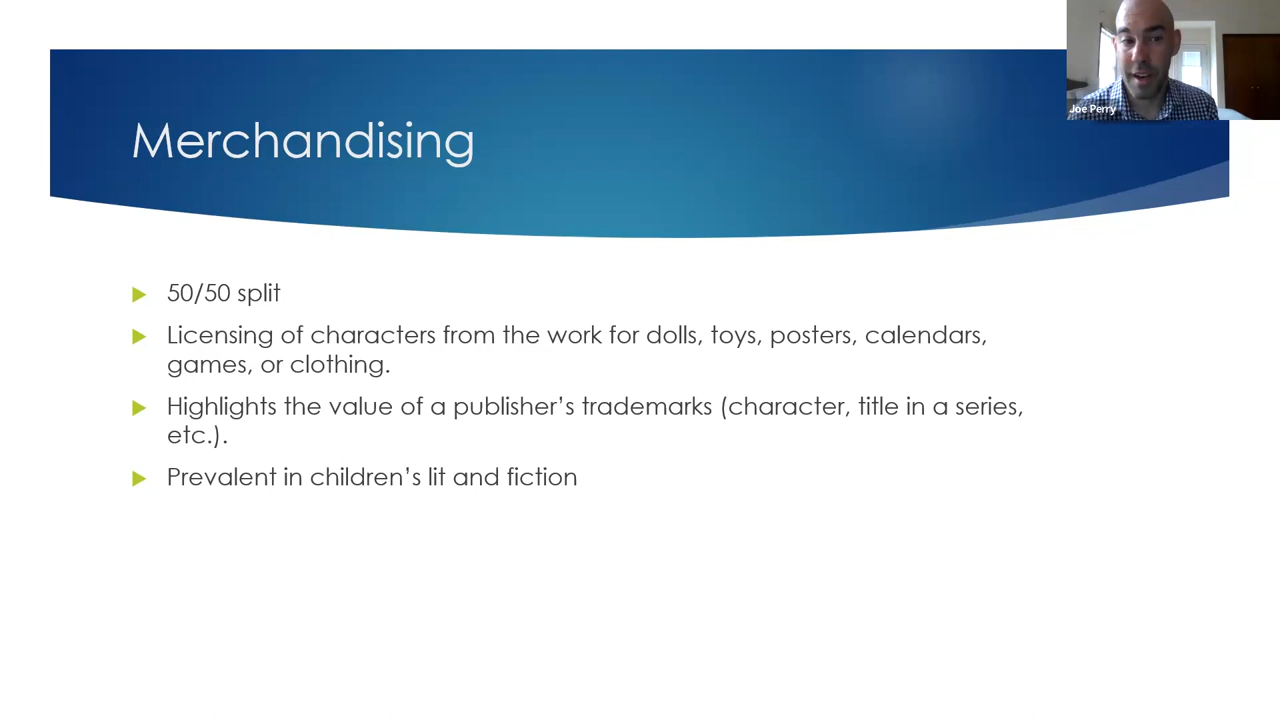 Joe Perry
Merchandising
50/50 split
Licensing of characters from the work for dolls, toys, posters, calendars,
games, or clothing.
Highlights the value of a publisher’s trademarks (character, title in a series,
etc.).
Prevalent in children’s lit and fiction